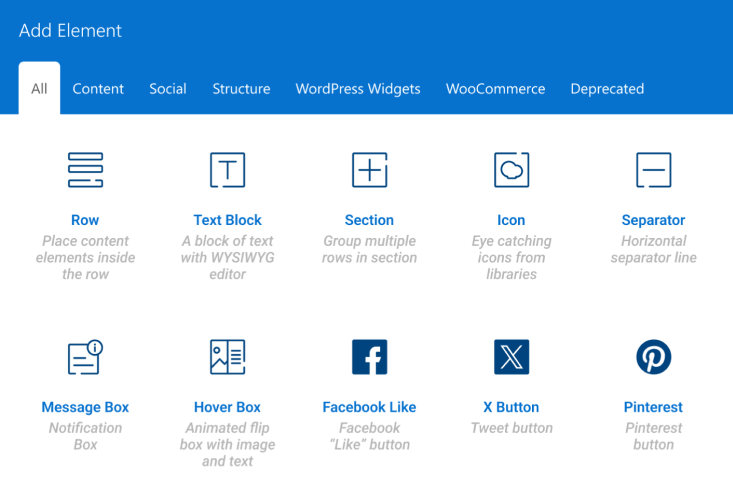 Add Element
All Content Social Structure WordPress Widgets WooCommerce Deprecated
T
Row Text Block Section Icon Separator
Place content A block of text Group multiple Eye catching Horizontal
elements inside with WYSIWYG rows in section icons from separator line
the row editor libraries
Message Box Hover Box Facebook Like X Button Pinterest
Notification Animated flip Facebook Tweet button Pinterest
Box box with image "Like" button button
and text